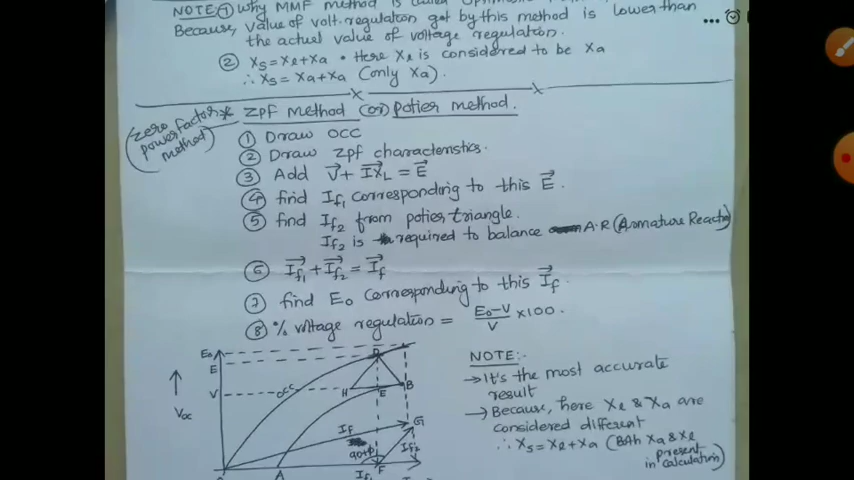 NOTE ① Why MMF method is called
Because, value of volt. regulation got by this method is lower than
the actual value of voltage regulation.
② Xs = Xl + Xa • Here Xl is considered to be Xa
∴ Xs = Xa + Xa (only Xa).
(zero power factor method)
* ZPF Method (or) Potier method.
① Draw OCC
② Draw zpf characteristics.
③ Add V⃗ + IX⃗L = E⃗
④ find If1 corresponding to this E⃗.
⑤ find If2 from potier triangle.
If2 is required to balance A.R (Armature Reactn)
⑥ I⃗f1 + I⃗f2 = I⃗f
⑦ find E0 corresponding to this I⃗f.
⑧ % voltage regulation = E0-V/V × 100.
E0
E
V
Voc
OCC
D
H
E
B
G
If
90+ϕ
If2
A
F
If1
NOTE:-
→ It's the most accurate
result
→ Because, here Xl & Xa are
considered different
∴ Xs = Xl + Xa (Both Xa & Xl
present
in calculation)